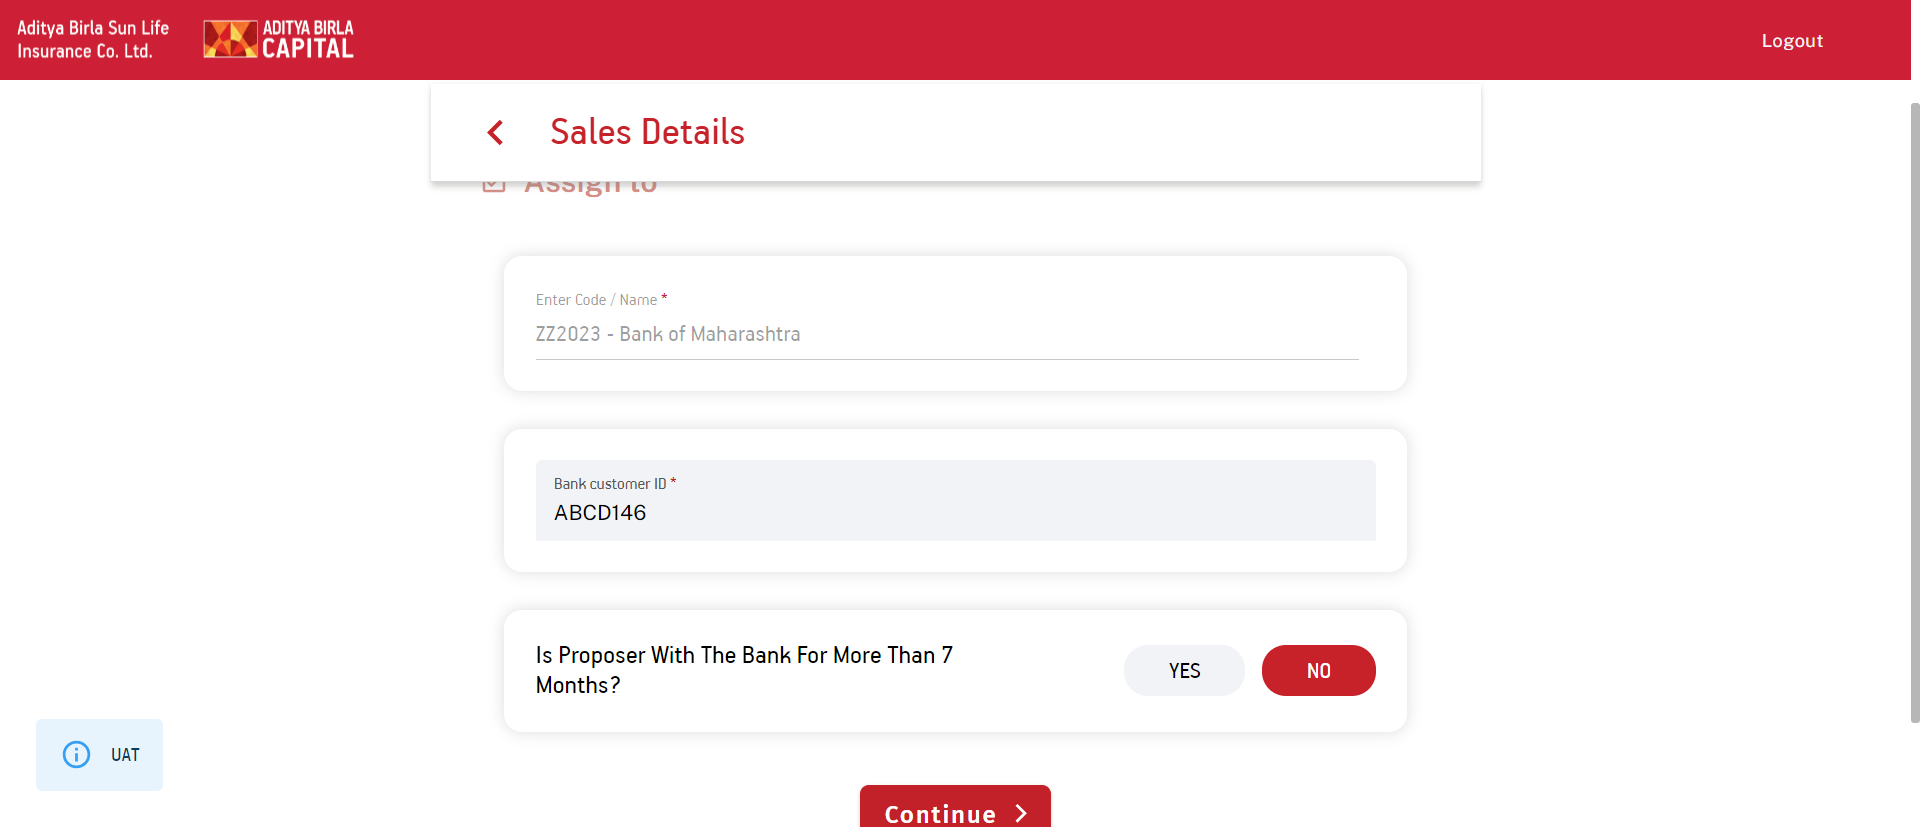 Aditya Birla Sun Life
Insurance Co. Ltd.
ADITYA BIRLA
CAPITAL
Logout
Sales Details
Assign to
Enter Code / Name *
ZZ2023 - Bank of Maharashtra
Bank customer ID *
ABCD146
Is Proposer With The Bank For More Than 7
Months?
YES
NO
UAT
Continue